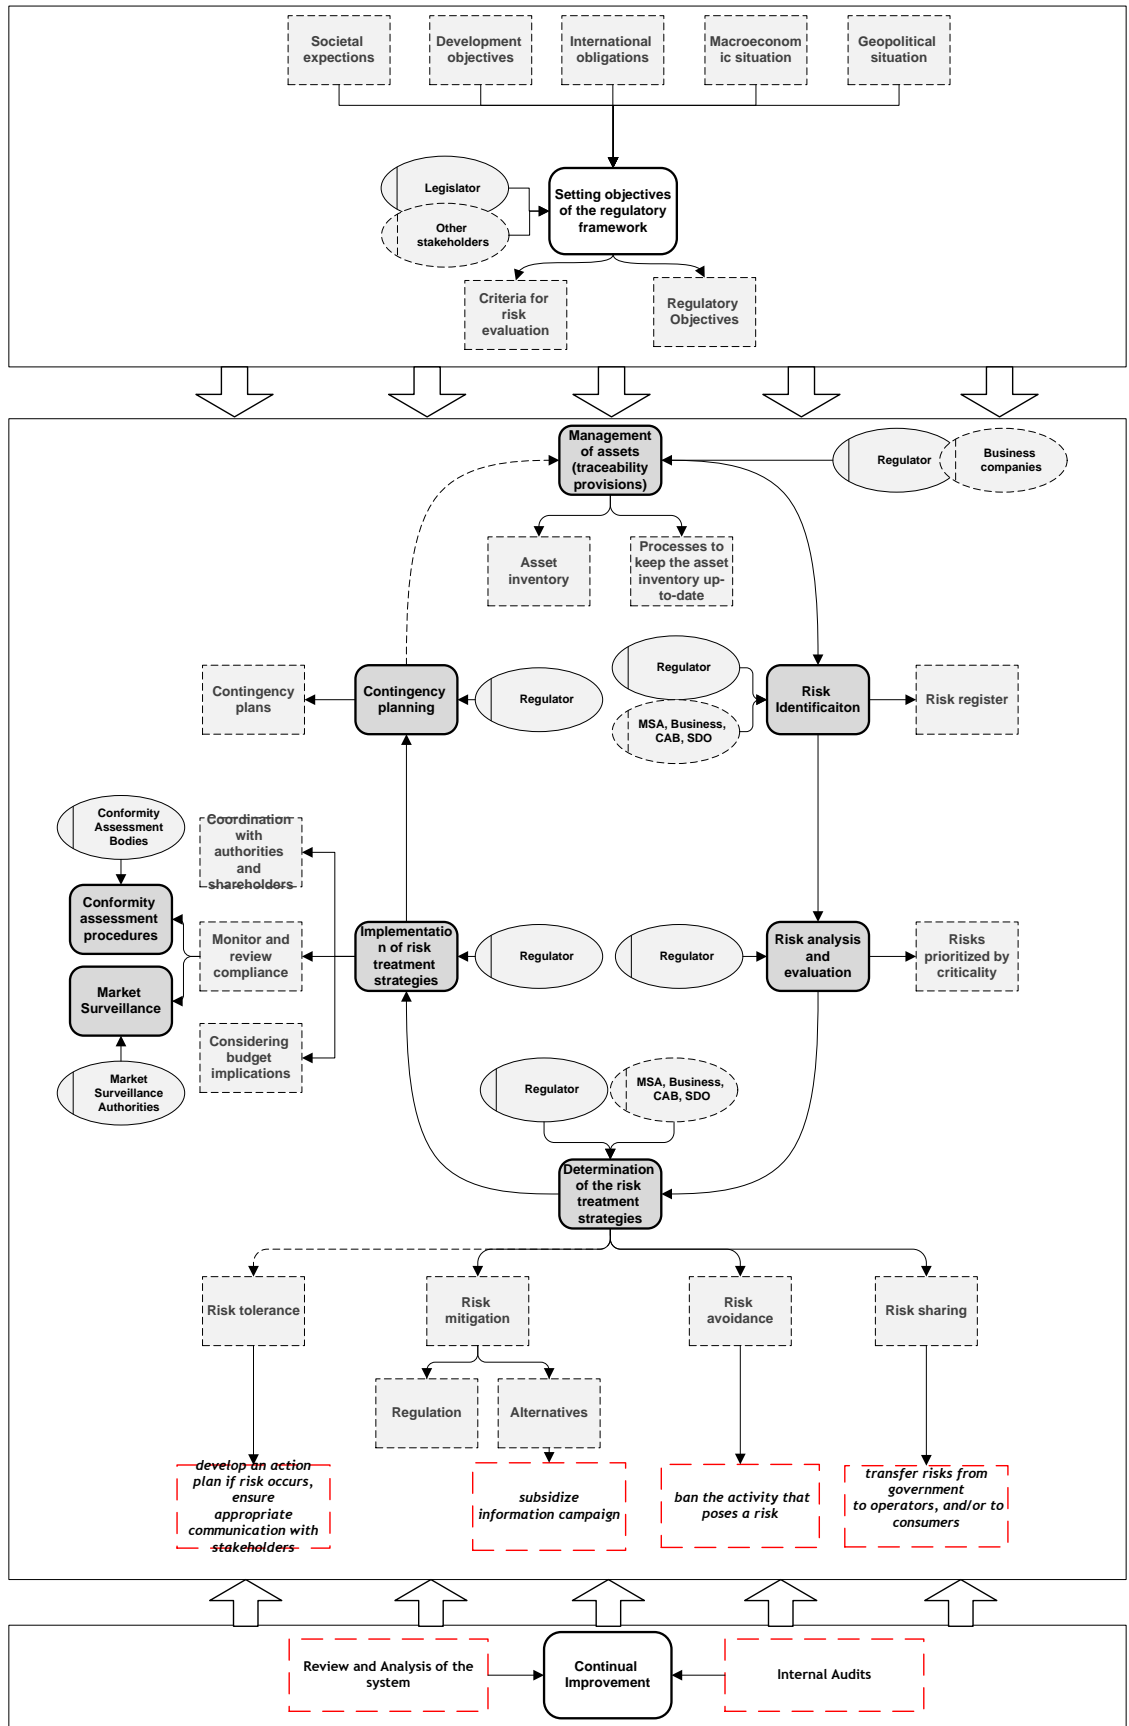 Societal
expections
Development
objectives
International
obligations
Macroeconom
ic situation
Geopolitical
situation
Legislator
Other
stakeholders
Setting objectives
of the regulatory
framework
Criteria for
risk
evaluation
Regulatory
Objectives
Management
of assets
(traceability
provisions)
Regulator
Business
companies
Asset
inventory
Processes to
keep the asset
inventory up-
to-date
Contingency
plans
Contingency
planning
Regulator
Regulator
MSA, Business,
CAB, SDO
Risk
Identificaiton
Risk register
Conformity
Assessment
Bodies
Coordination
with
authorities
and
shareholders
Conformity
assessment
procedures
Monitor and
review
compliance
Implementatio
n of risk
treatment
strategies
Regulator
Regulator
Risk analysis
and
evaluation
Risks
prioritized by
criticality
Market
Surveillance
Considering
budget
implications
Market
Surveillance
Authorities
Regulator
MSA, Business,
CAB, SDO
Determination
of the risk
treatment
strategies
Risk tolerance
Risk
mitigation
Risk
avoidance
Risk sharing
Regulation
Alternatives
develop an action
plan if risk occurs,
ensure
appropriate
communication with
stakeholders
subsidize
information campaign
ban the activity that
poses a risk
transfer risks from
government
to operators, and/or to
consumers
Review and Analysis of the
system
Continual
Improvement
Internal Audits